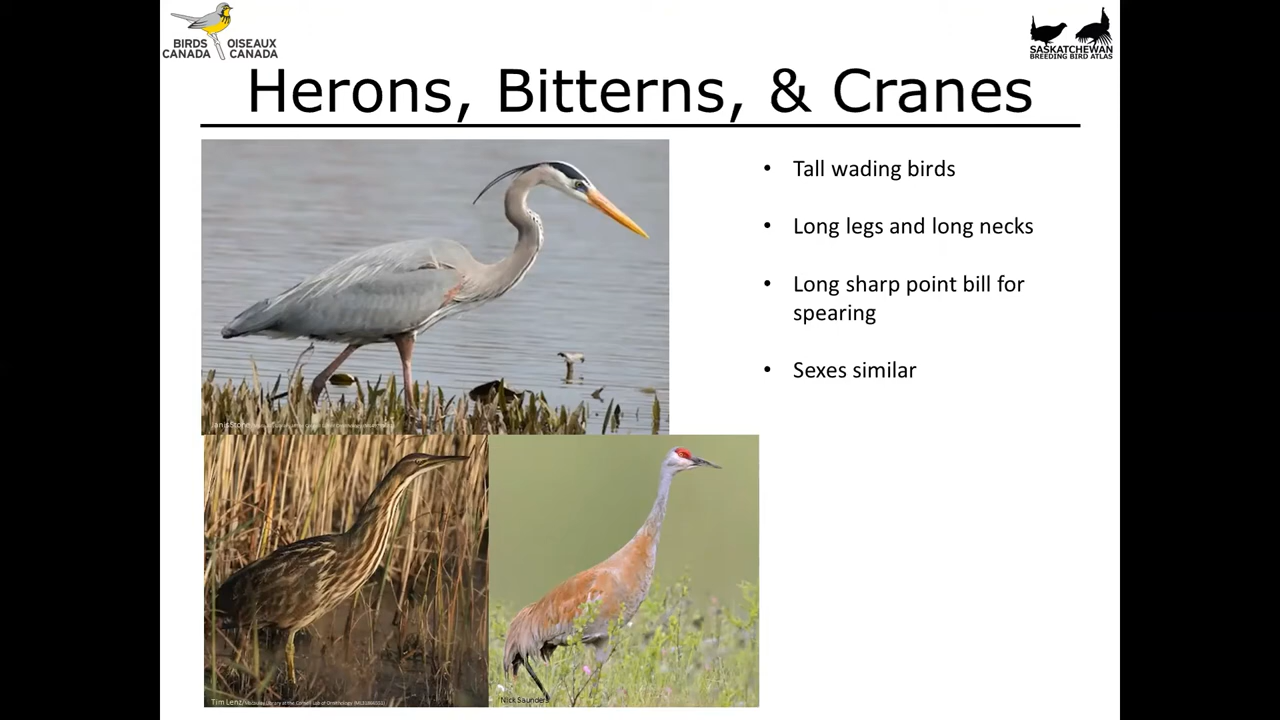 BIRDS OISEAUX
CANADA CANADA
SASKATCHEWAN
BREEDING BIRD ATLAS
Herons, Bitterns, & Cranes
• Tall wading birds
• Long legs and long necks
• Long sharp point bill for
spearing
• Sexes similar
Tim Lenz/Macaulay Library at the Cornell Lab of Ornithology
Nick Saunders